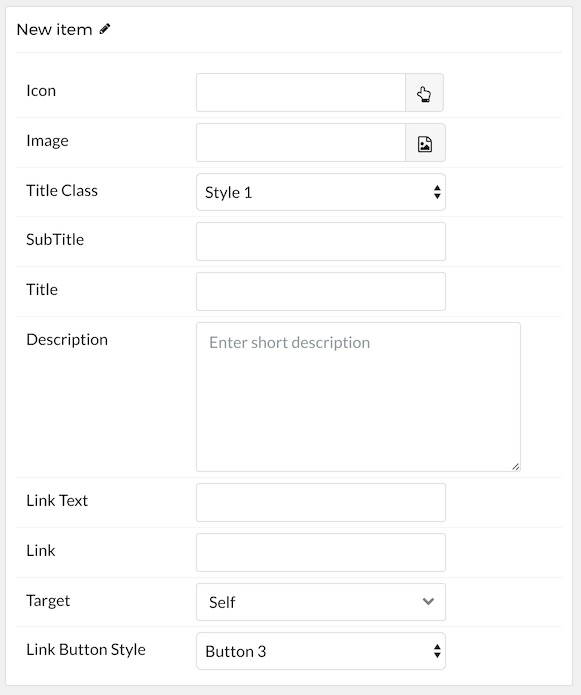 New item
Icon
Image
Title Class
Style 1
SubTitle
Title
Description
Enter short description
Link Text
Link
Target
Self
Link Button Style
Button 3